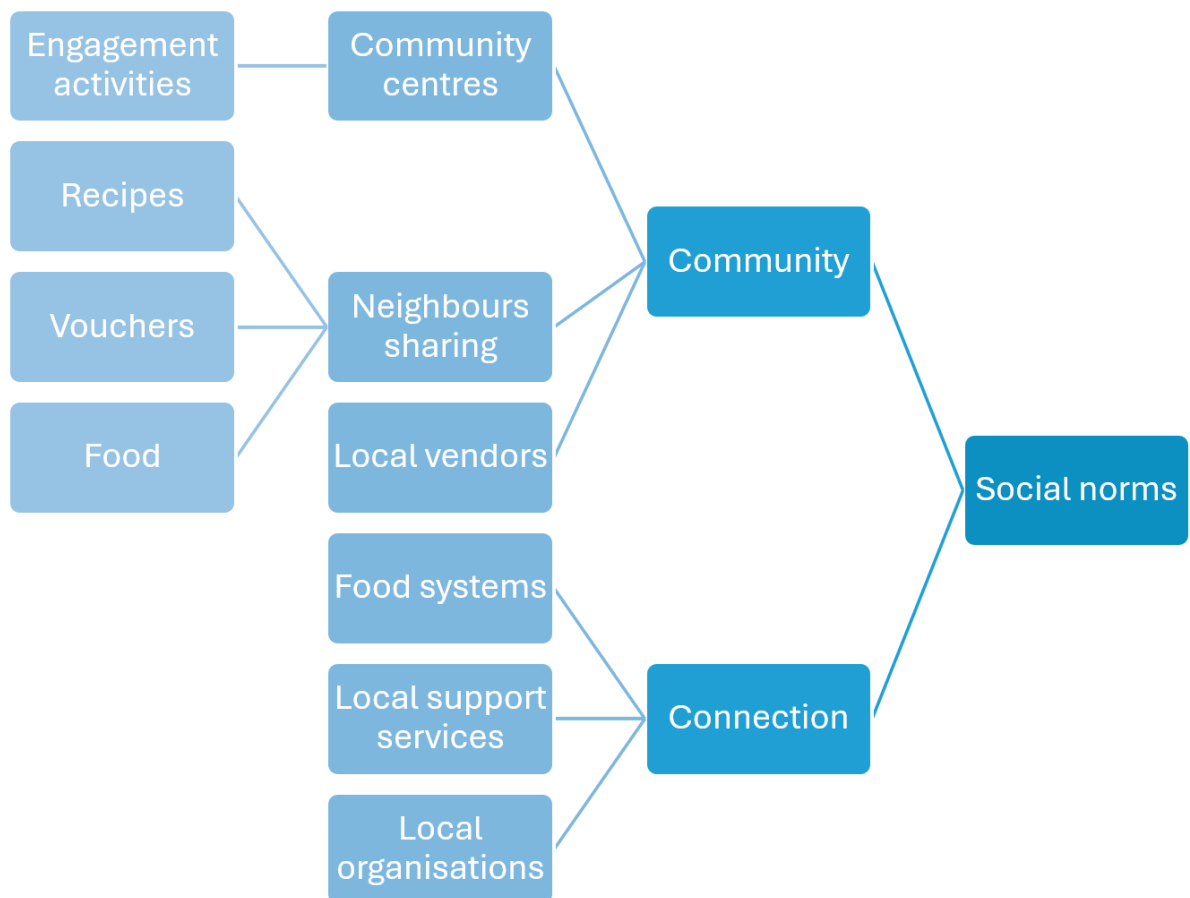 Engagement
activities
Community
centres
Recipes
Community
Vouchers
Neighbours
sharing
Food
Local vendors
Social norms
Food systems
Local support
services
Connection
Local
organisations